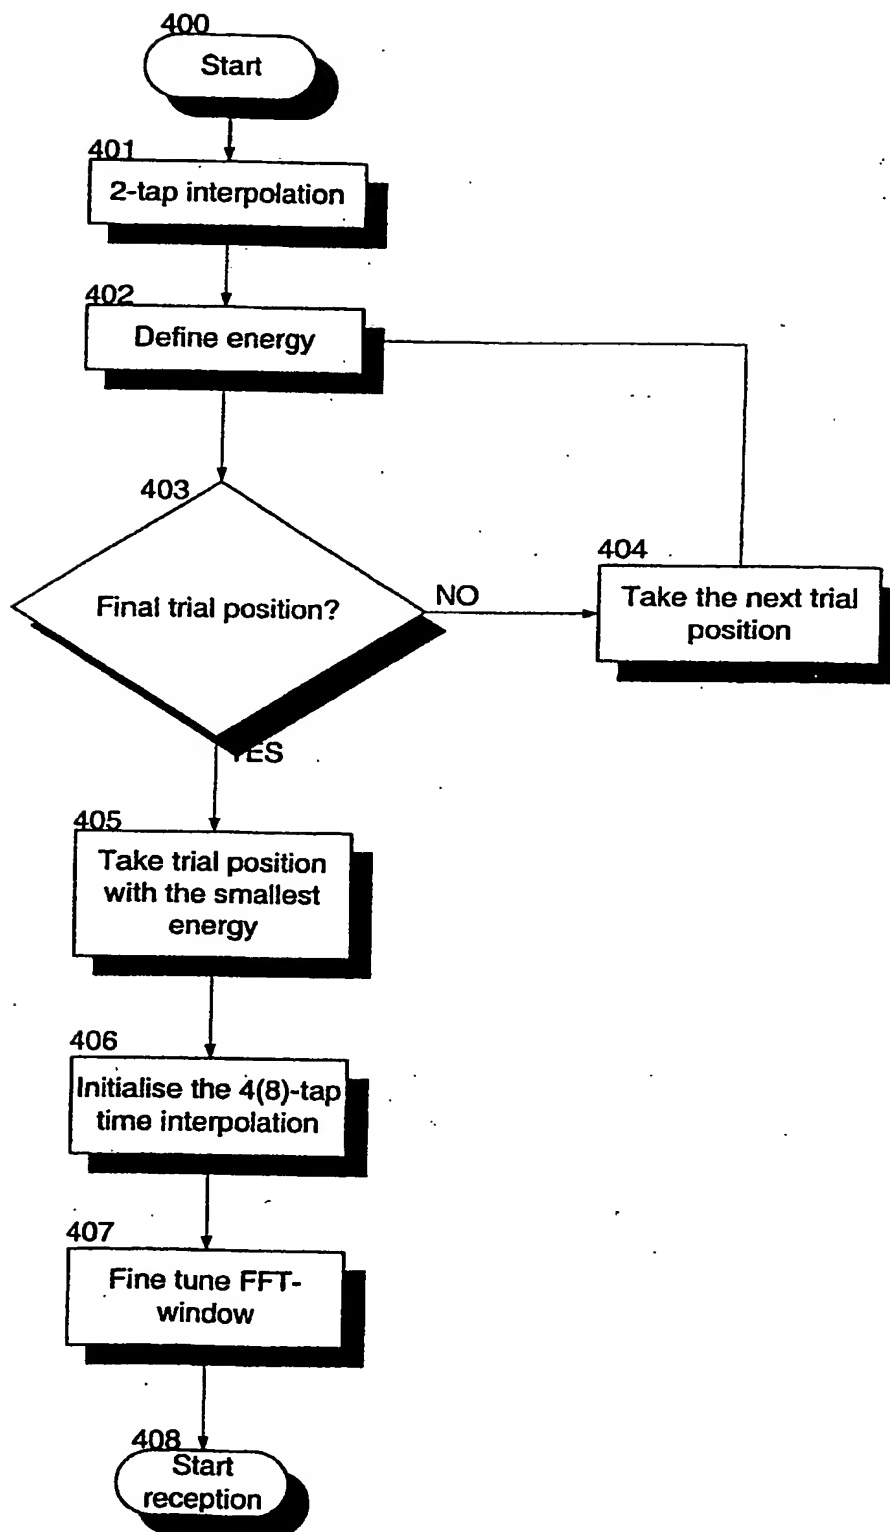 400
Start
401
2-tap interpolation
402
Define energy
403
Final trial position?
NO
404
Take the next trial
position
YES
405
Take trial position
with the smallest
energy
406
Initialise the 4(8)-tap
time interpolation
407
Fine tune FFT-
window
408
Start
reception